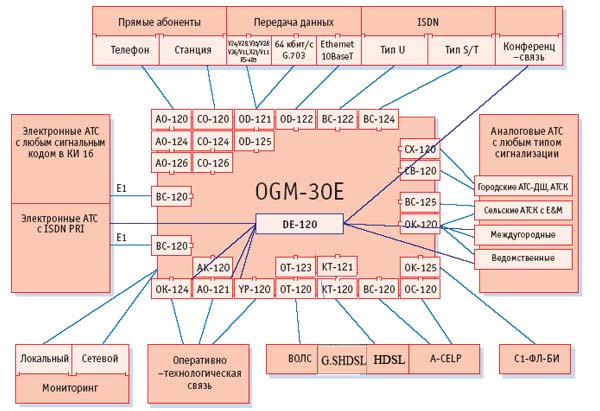 Прямые абоненты
Передача данных
ISDN
Телефон
Станция
V24/V28,V35/V28
V36/V11,X21/V11
RS-485
64 кбит/с
G.703
Ethernet
10BaseT
Тип U
Тип S/T
Конференц
–связь
AO-120
CO-120
OD-121
OD-122
BC-122
BC-124
AO-124
CO-124
OD-125
AO-126
CO-126
Электронные АТС
с любым сигнальным
кодом в КИ 16
Электронные АТС
с ISDN PRI
E1
E1
BC-120
BC-120
OGM-30E
DE-120
CX-120
CB-120
BC-125
OK-120
Аналоговые АТС
с любым типом
сигнализации
Городские АТС-ДШ, АТСК
Сельские АТСК с E&M
Междугородные
Ведомственные
AK-120
OT-123
KT-121
OK-125
OK-124
AO-121
YP-120
OT-120
KT-120
BC-120
OC-120
Локальный
Сетевой
Мониторинг
Оперативно
–технологическая
связь
ВОЛС
G.SHDSL
HDSL
A-CELP
С1-ФЛ-БИ